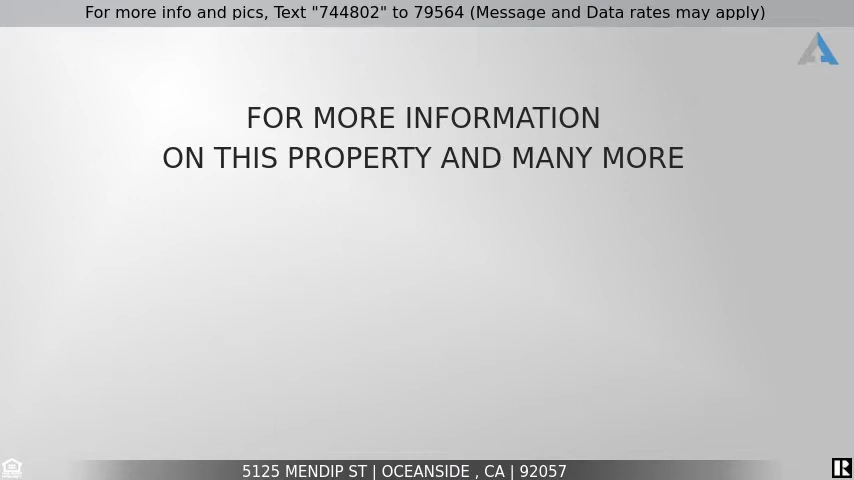 For more info and pics, Text "744802" to 79564 (Message and Data rates may apply)
FOR MORE INFORMATION
ON THIS PROPERTY AND MANY MORE
5125 MENDIP ST | OCEANSIDE , CA | 92057